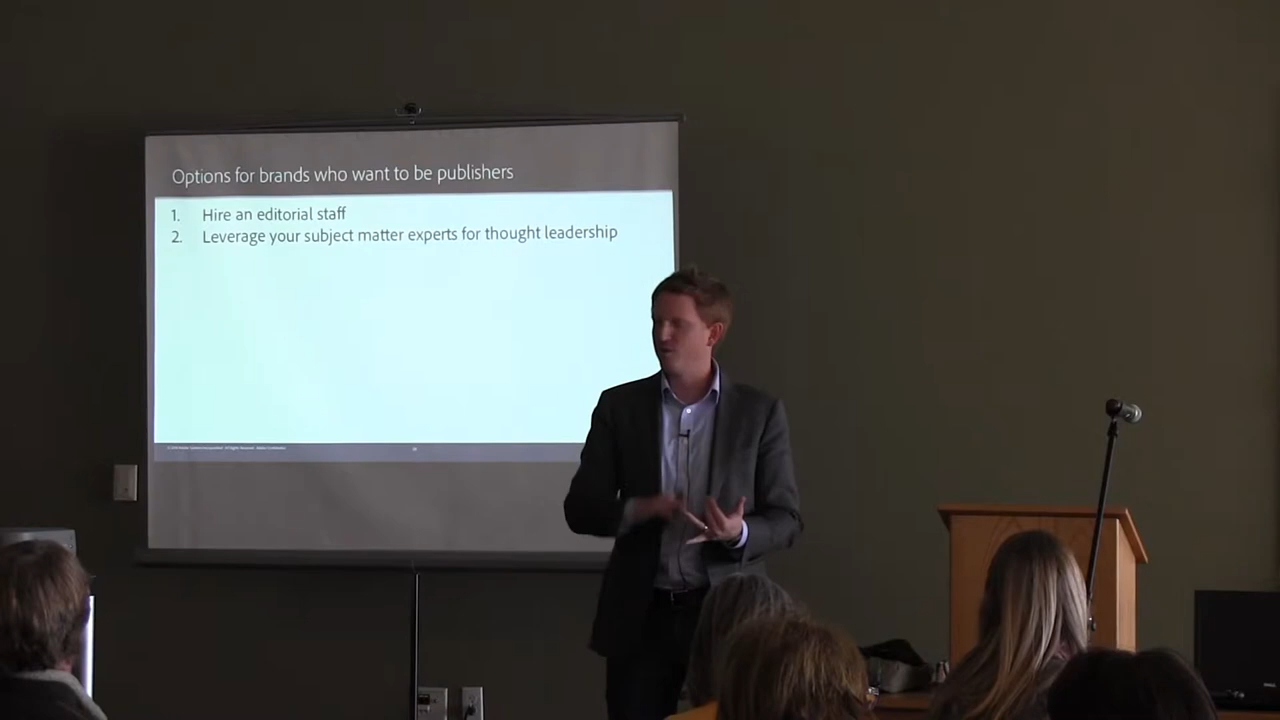 Options for brands who want to be publishers
1. Hire an editorial staff
2. Leverage your subject matter experts for thought leadership